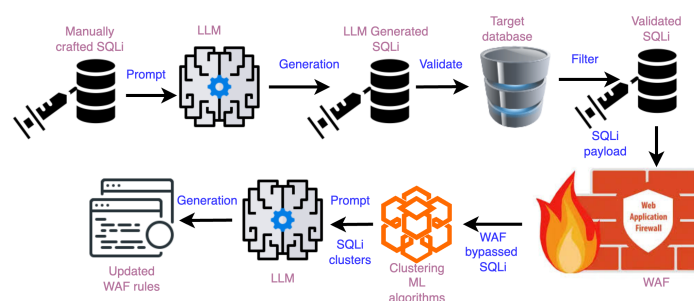 Manually
crafted SQLi
LLM
LLM Generated
SQLi
Target
database
Validated
SQLi
Prompt
Generation
Validate
Filter
SQLi
payload
Web
Application
Firewall
WAF
WAF
bypassed
SQLi
Clustering
ML
algorithms
Prompt
SQLi
clusters
LLM
Generation
Updated
WAF rules